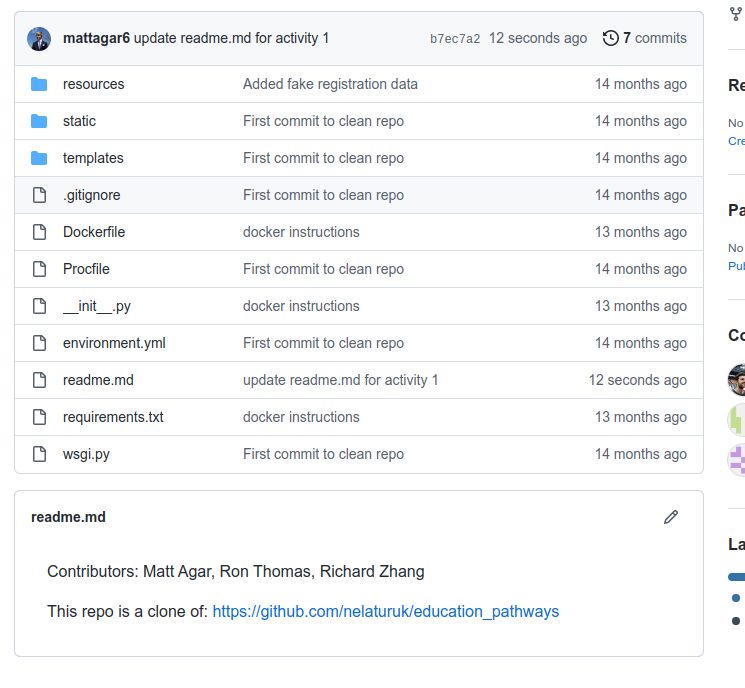 mattagar6 update readme.md for activity 1 b7ec7a2 12 seconds ago 7 commits
resources Added fake registration data 14 months ago
static First commit to clean repo 14 months ago
templates First commit to clean repo 14 months ago
.gitignore First commit to clean repo 14 months ago
Dockerfile docker instructions 13 months ago
Procfile First commit to clean repo 14 months ago
__init__.py docker instructions 13 months ago
environment.yml First commit to clean repo 14 months ago
readme.md update readme.md for activity 1 12 seconds ago
requirements.txt docker instructions 13 months ago
wsgi.py First commit to clean repo 14 months ago
readme.md
Contributors: Matt Agar, Ron Thomas, Richard Zhang
This repo is a clone of: https://github.com/nelaturuk/education_pathways
Re
No
Cre
Pa
No
Pub
Co
La